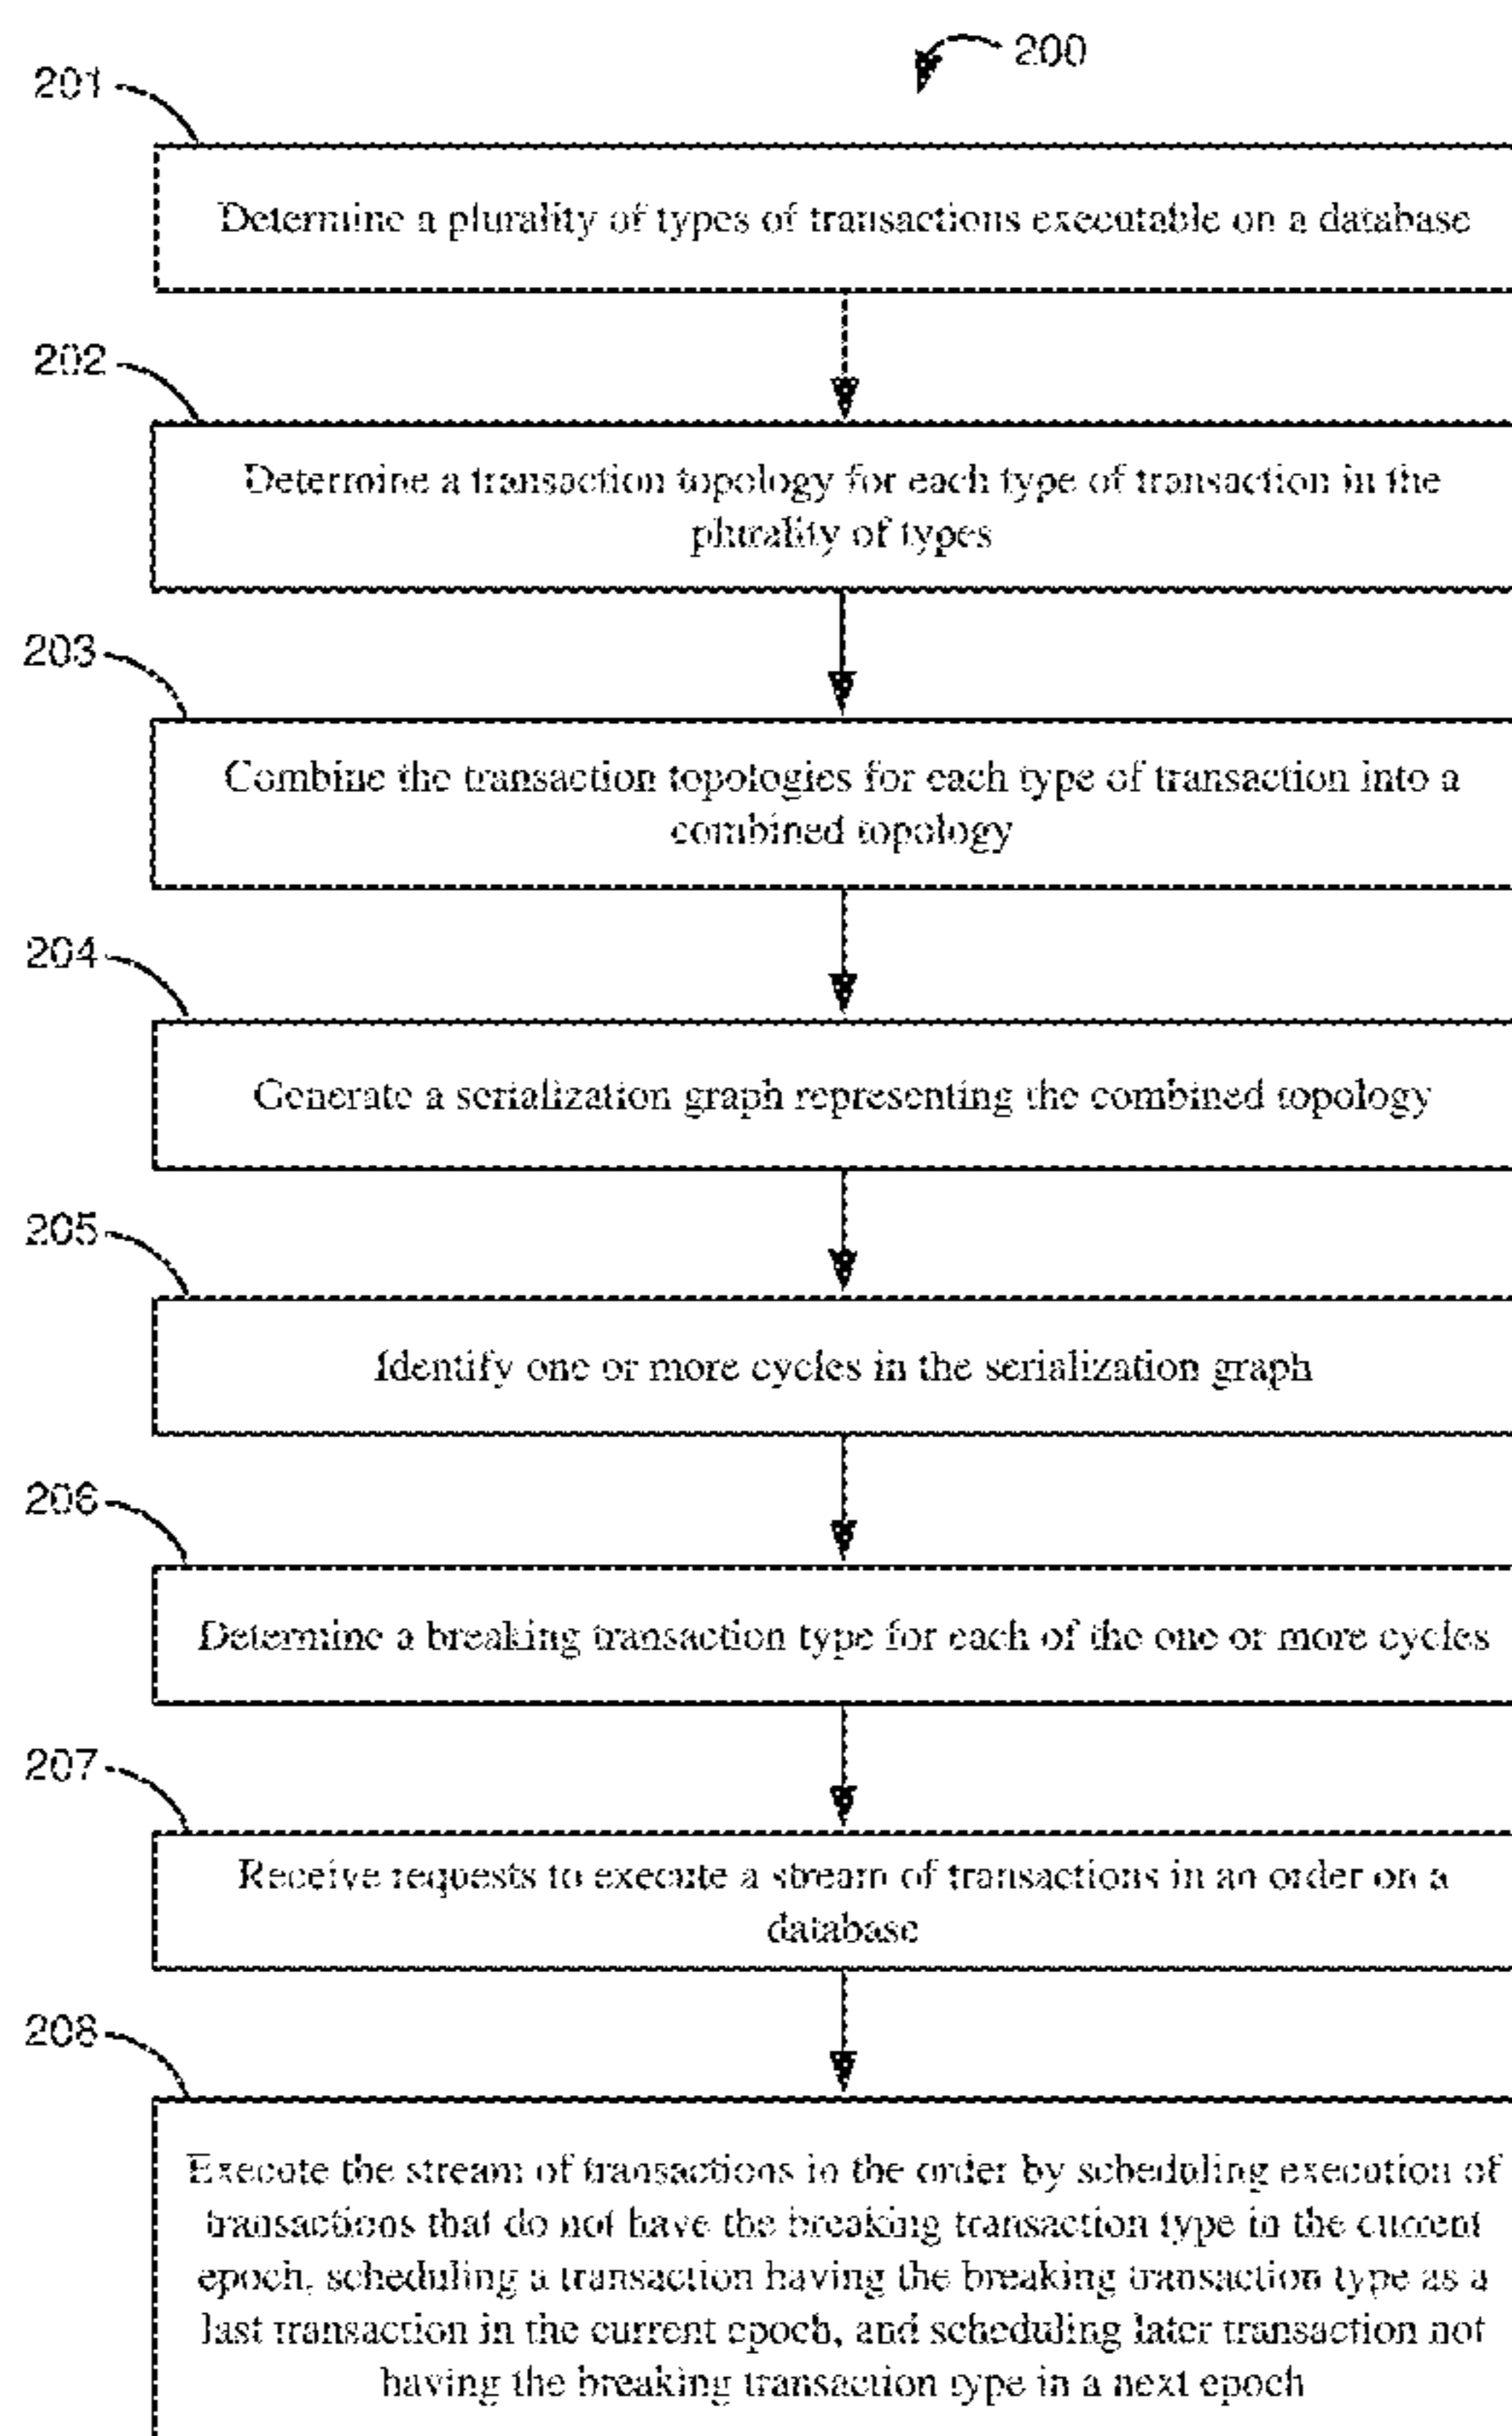 200
201
Determine a plurality of types of transactions executable on a database
202
Determine a transaction topology for each type of transaction in the
plurality of types
203
Combine the transaction topologies for each type of transaction into a
combined topology
204
Generate a serialization graph representing the combined topology
205
Identify one or more cycles in the serialization graph
206
Determine a breaking transaction type for each of the one or more cycles
207
Receive requests to execute a stream of transactions in an order on a
database
208
Execute the stream of transactions in the order by scheduling execution of
transactions that do not have the breaking transaction type in the current
epoch, scheduling a transaction having the breaking transaction type as a
last transaction in the current epoch, and scheduling later transaction not
having the breaking transaction type in a next epoch